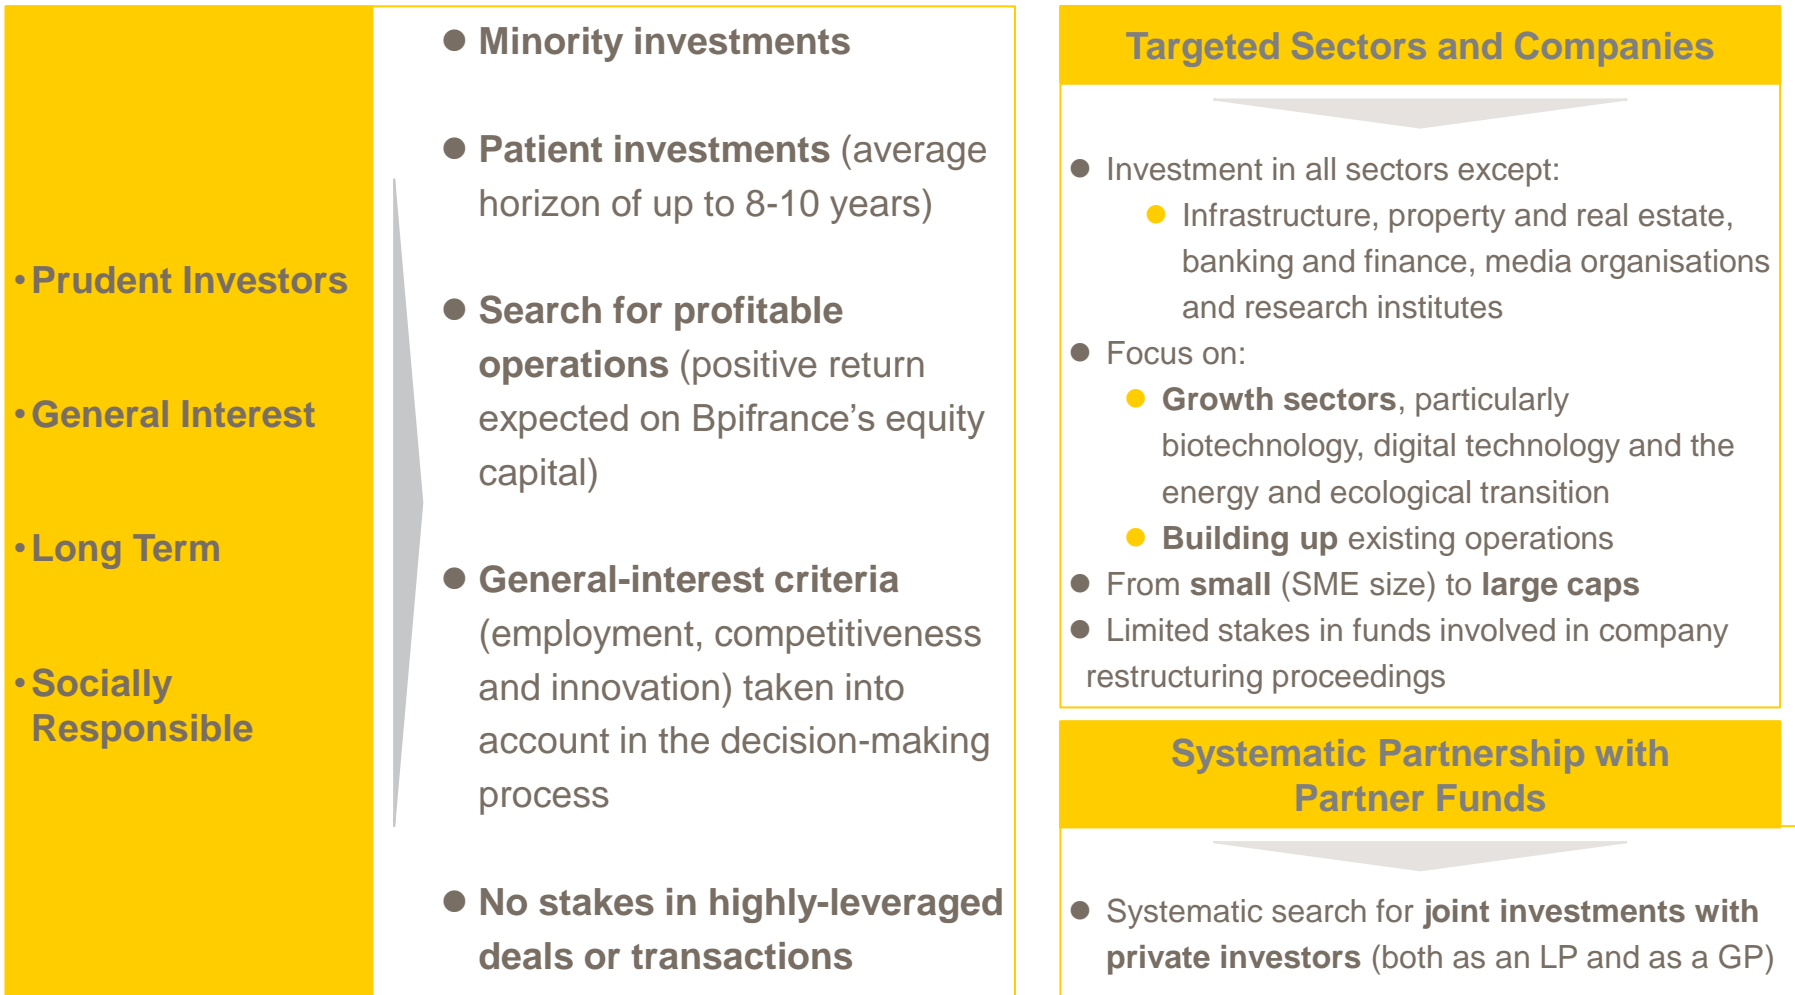 • Prudent Investors
• General Interest
• Long Term
• Socially
Responsible
● Minority investments
● Patient investments (average
horizon of up to 8-10 years)
● Search for profitable
operations (positive return
expected on Bpifrance’s equity
capital)
● General-interest criteria
(employment, competitiveness
and innovation) taken into
account in the decision-making
process
● No stakes in highly-leveraged
deals or transactions
Targeted Sectors and Companies
● Investment in all sectors except:
● Infrastructure, property and real estate,
banking and finance, media organisations
and research institutes
● Focus on:
● Growth sectors, particularly
biotechnology, digital technology and the
energy and ecological transition
● Building up existing operations
● From small (SME size) to large caps
● Limited stakes in funds involved in company
restructuring proceedings
Systematic Partnership with
Partner Funds
● Systematic search for joint investments with
private investors (both as an LP and as a GP)